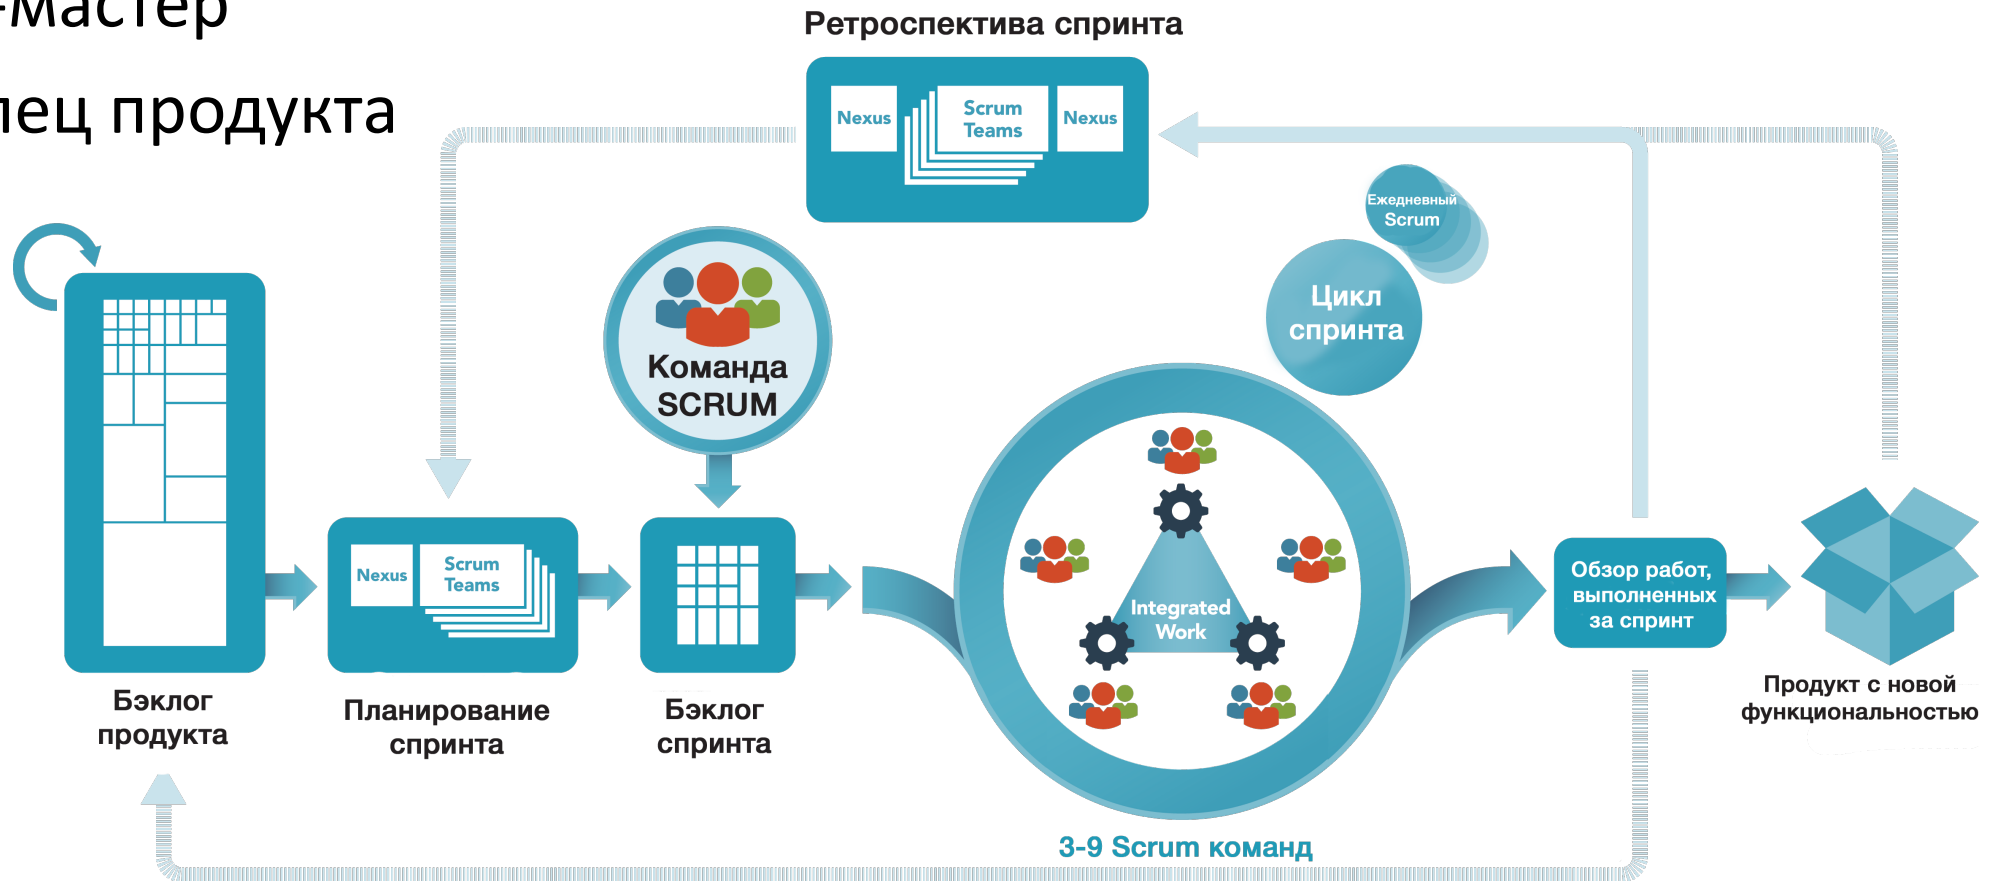 -мастер
лец продукта
Ретроспектива спринта
Nexus
Scrum
Teams
Nexus
Ежедневный
Scrum
Цикл
спринта
Команда
SCRUM
Nexus
Scrum
Teams
Integrated
Work
Обзор работ,
выполненных
за спринт
Бэклог
продукта
Планирование
спринта
Бэклог
спринта
Продукт с новой
функциональностью
3-9 Scrum команд